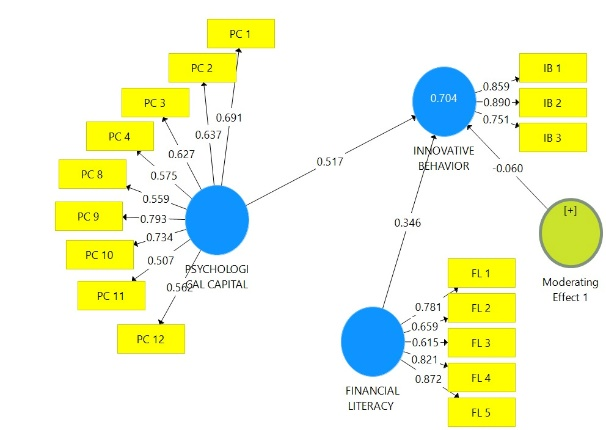 PC 1
PC 2
PC 3
PC 4
PC 8
PC 9
PC 10
PC 11
PC 12
0.691
0.637
0.627
0.575
0.559
0.793
0.734
0.507
0.562
PSYCHOLOGI
CAL CAPITAL
0.517
0.704
INNOVATIVE
BEHAVIOR
0.859
0.890
0.751
IB 1
IB 2
IB 3
-0.060
[+]
Moderating
Effect 1
0.346
FINANCIAL
LITERACY
0.781
0.659
0.615
0.821
0.872
FL 1
FL 2
FL 3
FL 4
FL 5